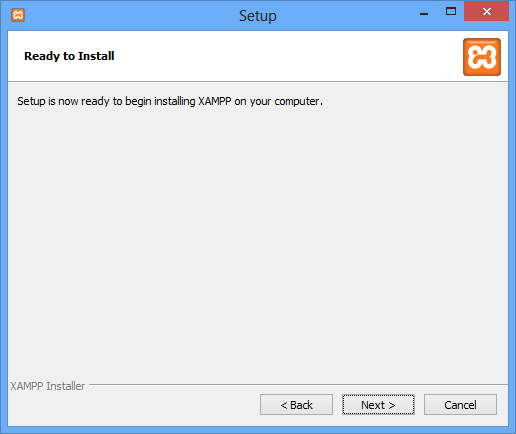 Setup
Ready to Install
Setup is now ready to begin installing XAMPP on your computer.
XAMPP Installer
< Back
Next >
Cancel